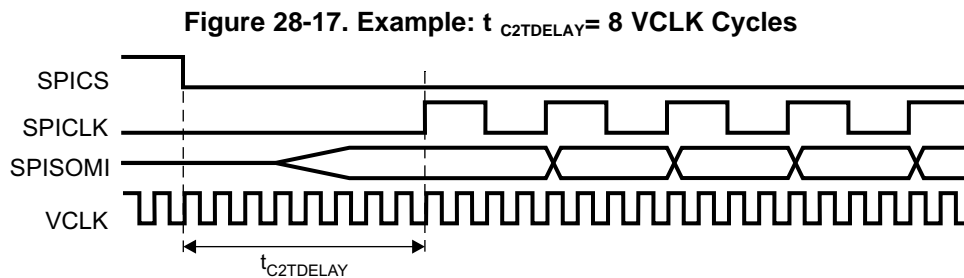 Figure 28-17. Example: t C2TDELAY= 8 VCLK Cycles
SPICS
SPICLK
SPISOMI
VCLK
tC2TDELAY